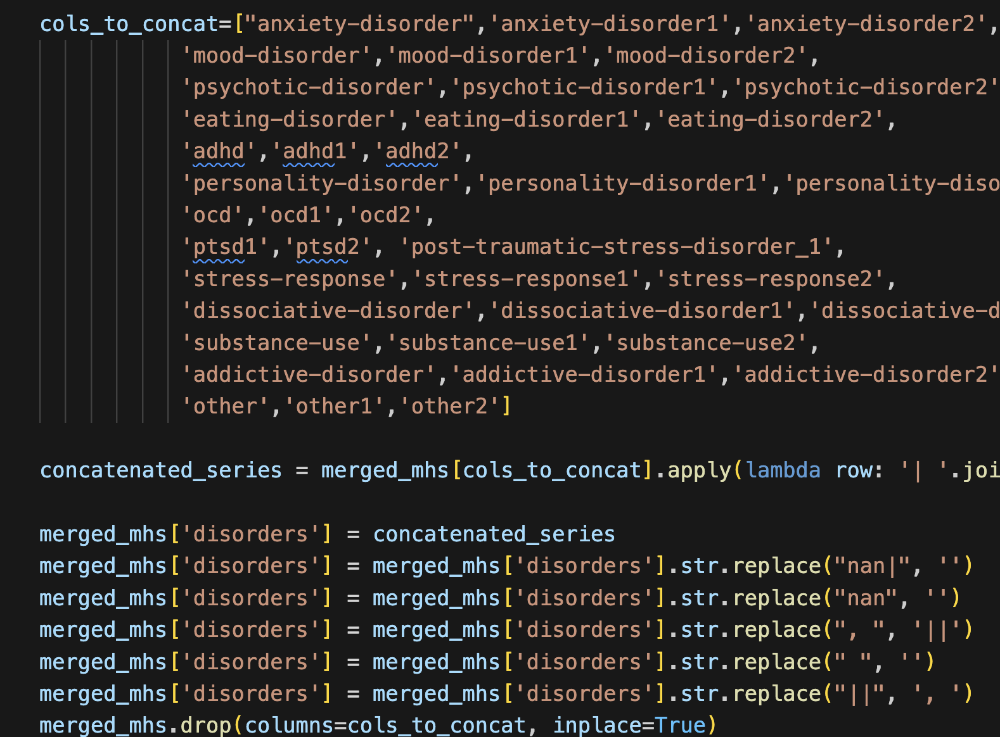 cols_to_concat=["anxiety-disorder",'anxiety-disorder1','anxiety-disorder2',
'mood-disorder','mood-disorder1','mood-disorder2',
'psychotic-disorder','psychotic-disorder1','psychotic-disorder2'
'eating-disorder','eating-disorder1','eating-disorder2',
'adhd','adhd1','adhd2',
'personality-disorder','personality-disorder1','personality-diso
'ocd','ocd1','ocd2',
'ptsd1','ptsd2', 'post-traumatic-stress-disorder_1',
'stress-response','stress-response1','stress-response2',
'dissociative-disorder','dissociative-disorder1','dissociative-d
'substance-use','substance-use1','substance-use2',
'addictive-disorder','addictive-disorder1','addictive-disorder2'
'other','other1','other2']
concatenated_series = merged_mhs[cols_to_concat].apply(lambda row: '| '.joi
merged_mhs['disorders'] = concatenated_series
merged_mhs['disorders'] = merged_mhs['disorders'].str.replace("nan|", '')
merged_mhs['disorders'] = merged_mhs['disorders'].str.replace("nan", '')
merged_mhs['disorders'] = merged_mhs['disorders'].str.replace(", ", '||')
merged_mhs['disorders'] = merged_mhs['disorders'].str.replace(" ", '')
merged_mhs['disorders'] = merged_mhs['disorders'].str.replace("||", ', ')
merged_mhs.drop(columns=cols_to_concat, inplace=True)